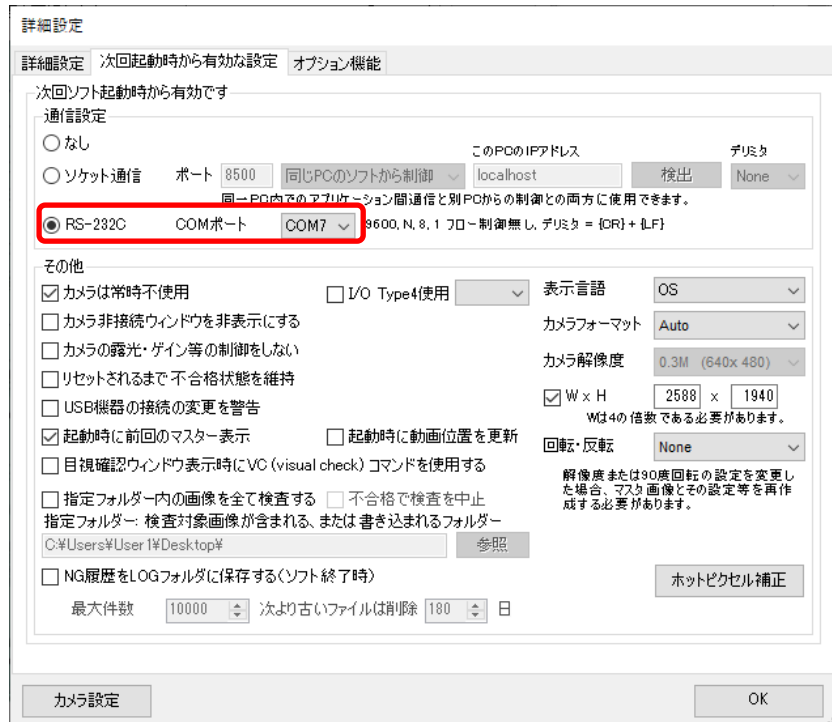 詳細設定
詳細設定 次回起動時から有効な設定 オプション機能
次回ソフト起動時から有効です
通信設定
なし
このPCのIPアドレス デリミタ
ソケット通信 ポート 8500 同じPCのソフトから制御 localhost 検出 None
同一PC内でのアプリケーション間通信と別PCからの制御との両方に使用できます。
RS-232C COMポート COM7 9600, N, 8, 1 フロー制御無し, デリミタ = {CR} + {LF}
その他
カメラは常時不使用 I/O Type4使用 表示言語 OS
カメラ非接続ウィンドウを非表示にする カメラフォーマット Auto
カメラの露光・ゲイン等の制御をしない カメラ解像度 0.3M (640x 480)
リセットされるまで不合格状態を維持
USB機器の接続の変更を警告 W x H 2588 x 1940
Wは4の倍数である必要があります。
起動時に前回のマスター表示 起動時に動画位置を更新 回転・反転 None
目視確認ウィンドウ表示時にVC (visual check) コマンドを使用する
解像度または90度回転の設定を変更し
た場合、マスタ画像とその設定等を再作
成する必要があります。
指定フォルダー内の画像を全て検査する 不合格で検査を中止
指定フォルダー: 検査対象画像が含まれる、または書き込まれるフォルダー
C:¥Users¥User1¥Desktop¥ 参照
NG履歴をLOGフォルダに保存する(ソフト終了時) ホットピクセル補正
最大件数 10000 次より古いファイルは削除 180 日
カメラ設定 OK